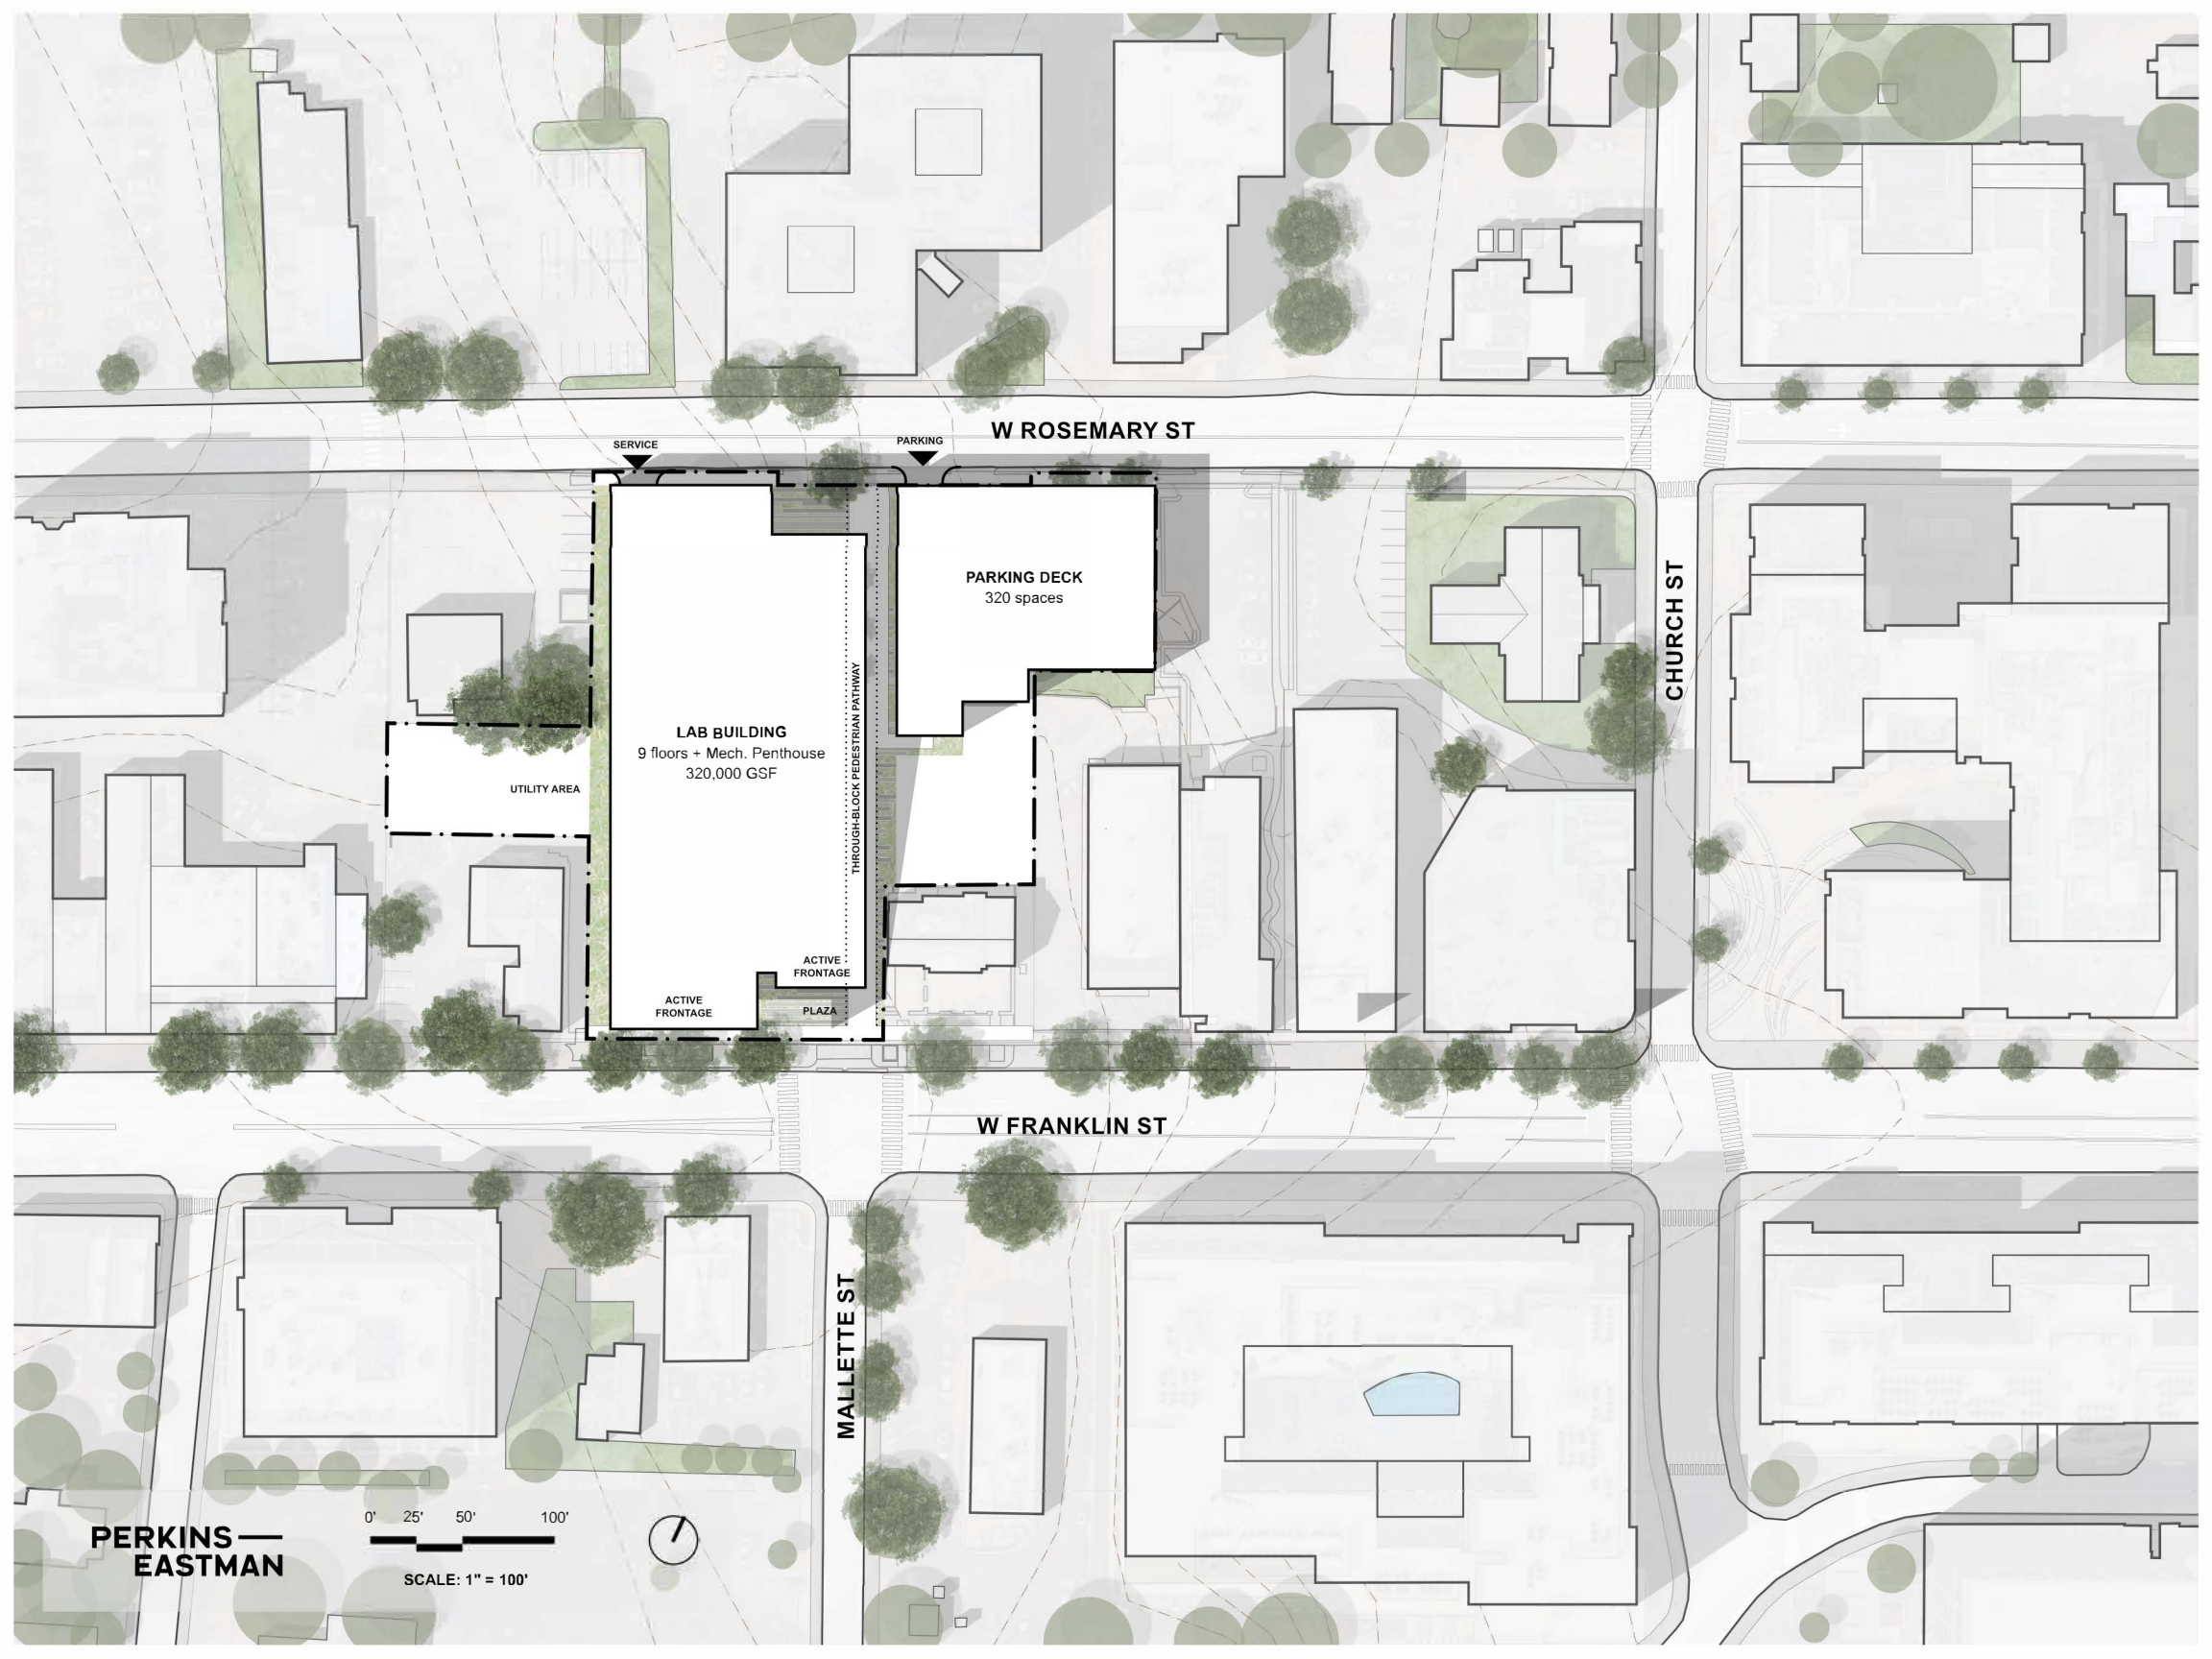 W ROSEMARY ST
SERVICE
PARKING
PARKING DECK
320 spaces
CHURCH ST
THROUGH-BLOCK PEDESTRIAN PATHWAY
LAB BUILDING
9 floors + Mech. Penthouse
320,000 GSF
UTILITY AREA
ACTIVE
FRONTAGE
ACTIVE
FRONTAGE
PLAZA
W FRANKLIN ST
MALLETTE ST
0' 25' 50' 100'
SCALE: 1" = 100'
PERKINS
EASTMAN